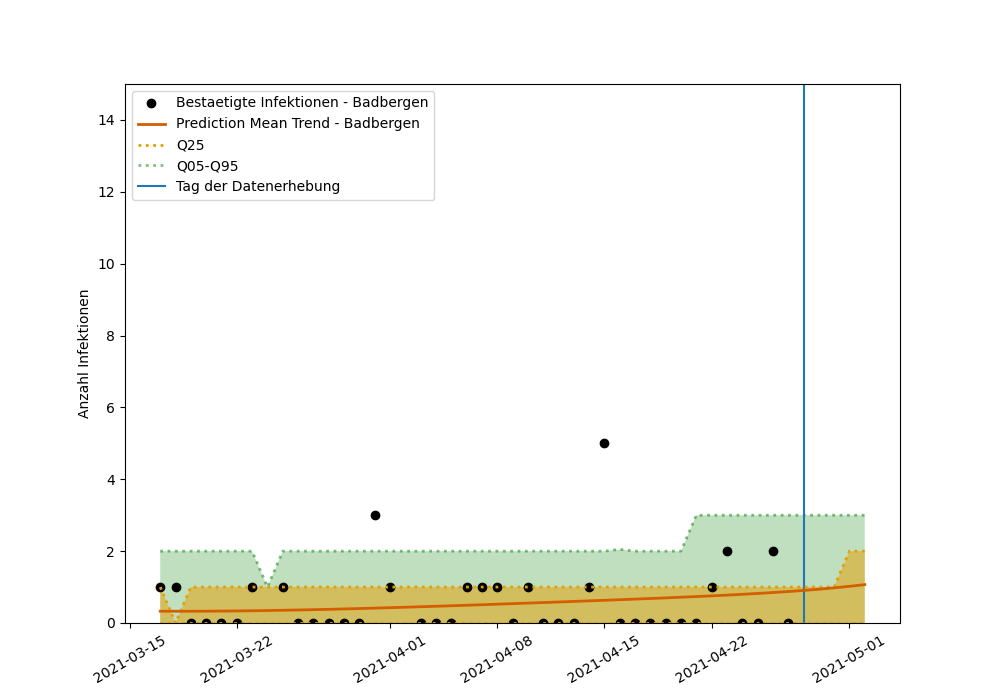 Bestaetigte Infektionen - Badbergen
Prediction Mean Trend - Badbergen
Q25
Q05-Q95
Tag der Datenerhebung
Anzahl Infektionen
14
12
10
8
6
4
2
0
2021-03-15
2021-03-22
2021-04-01
2021-04-08
2021-04-15
2021-04-22
2021-05-01